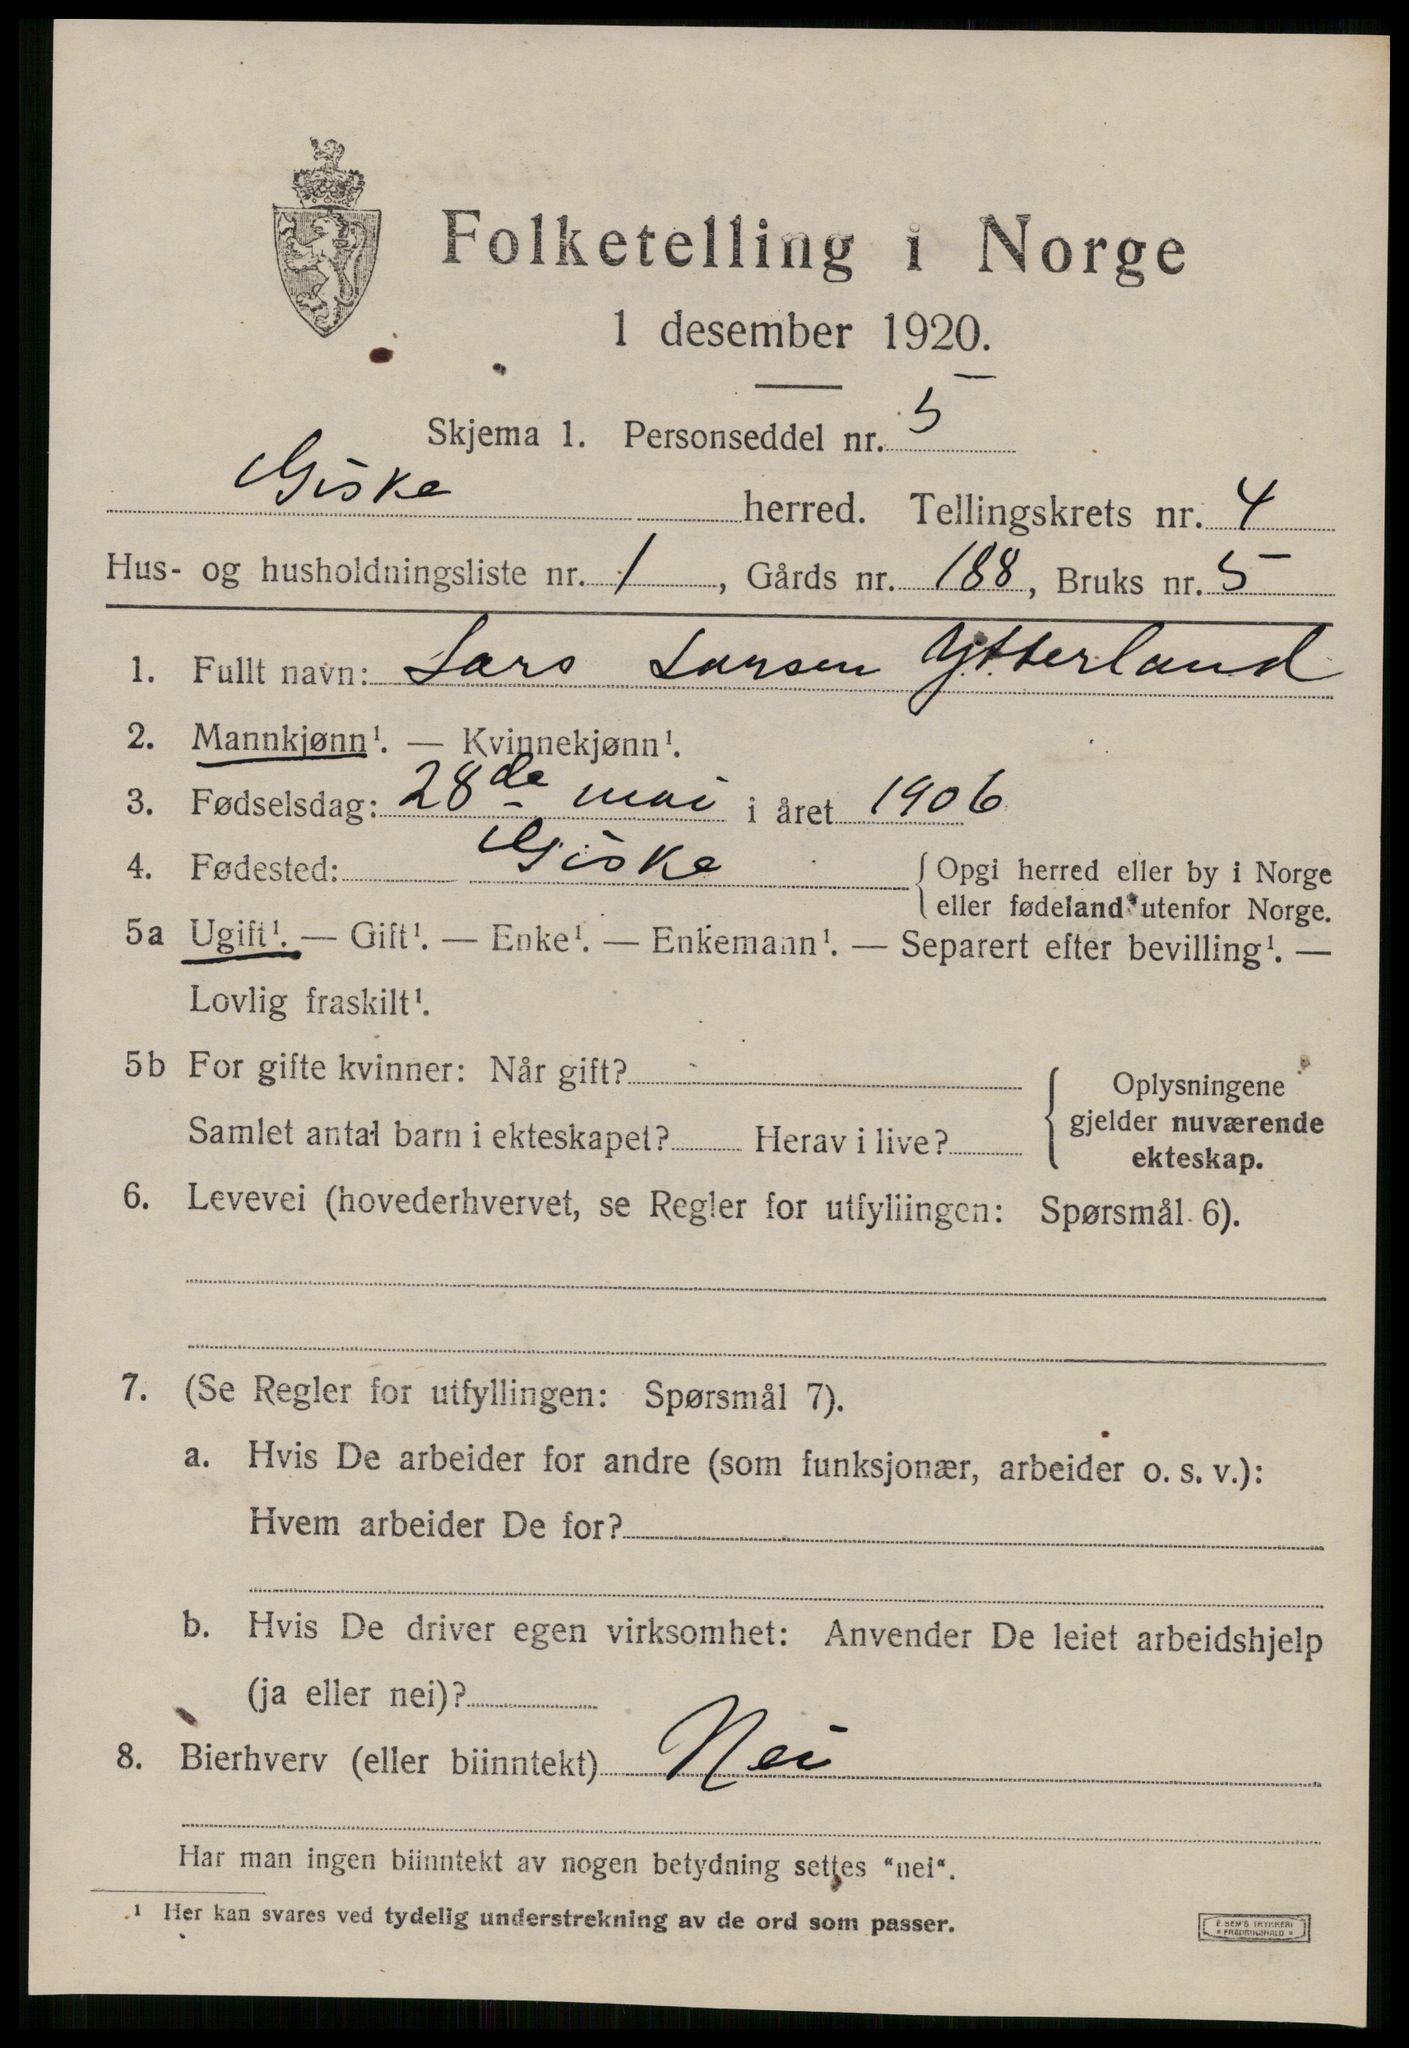 Folketelling i Norge
1 desember 1920.
Skjema 1. Personseddel nr. 5
Giske herred. Tellingskrets nr. 4
Hus- og husholdningsliste nr. 1, Gårds nr. 188, Bruks nr. 5
1. Fullt navn: Lars Larsen Ytterland
2. Mannkjønn¹. — Kvinnekjønn¹.
3. Fødselsdag: 28de mai i året 1906
4. Fødested: Giske { Opgi herred eller by i Norge
eller fødeland utenfor Norge.
5a Ugift¹. — Gift¹. — Enke¹. — Enkemann¹. — Separert efter bevilling¹. —
Lovlig fraskilt¹.
5b For gifte kvinner: Når gift? { Oplysningene
gjelder nuværende
Samlet antal barn i ekteskapet? Herav i live?
ekteskap.
6. Levevei (hovederhvervet, se Regler for utfyllingen: Spørsmål 6).
7. (Se Regler for utfyllingen: Spørsmål 7).
a. Hvis De arbeider for andre (som funksjonær, arbeider o. s. v.):
Hvem arbeider De for?
b. Hvis De driver egen virksomhet: Anvender De leiet arbeidshjelp
(ja eller nei)?
8. Bierhverv (eller biinntekt) Nei
Har man ingen biinntekt av nogen betydning settes "nei".
¹ Her kan svares ved tydelig understrekning av de ord som passer.
E. SEM'S TRYKKERI
* FREDRIKSHALD *